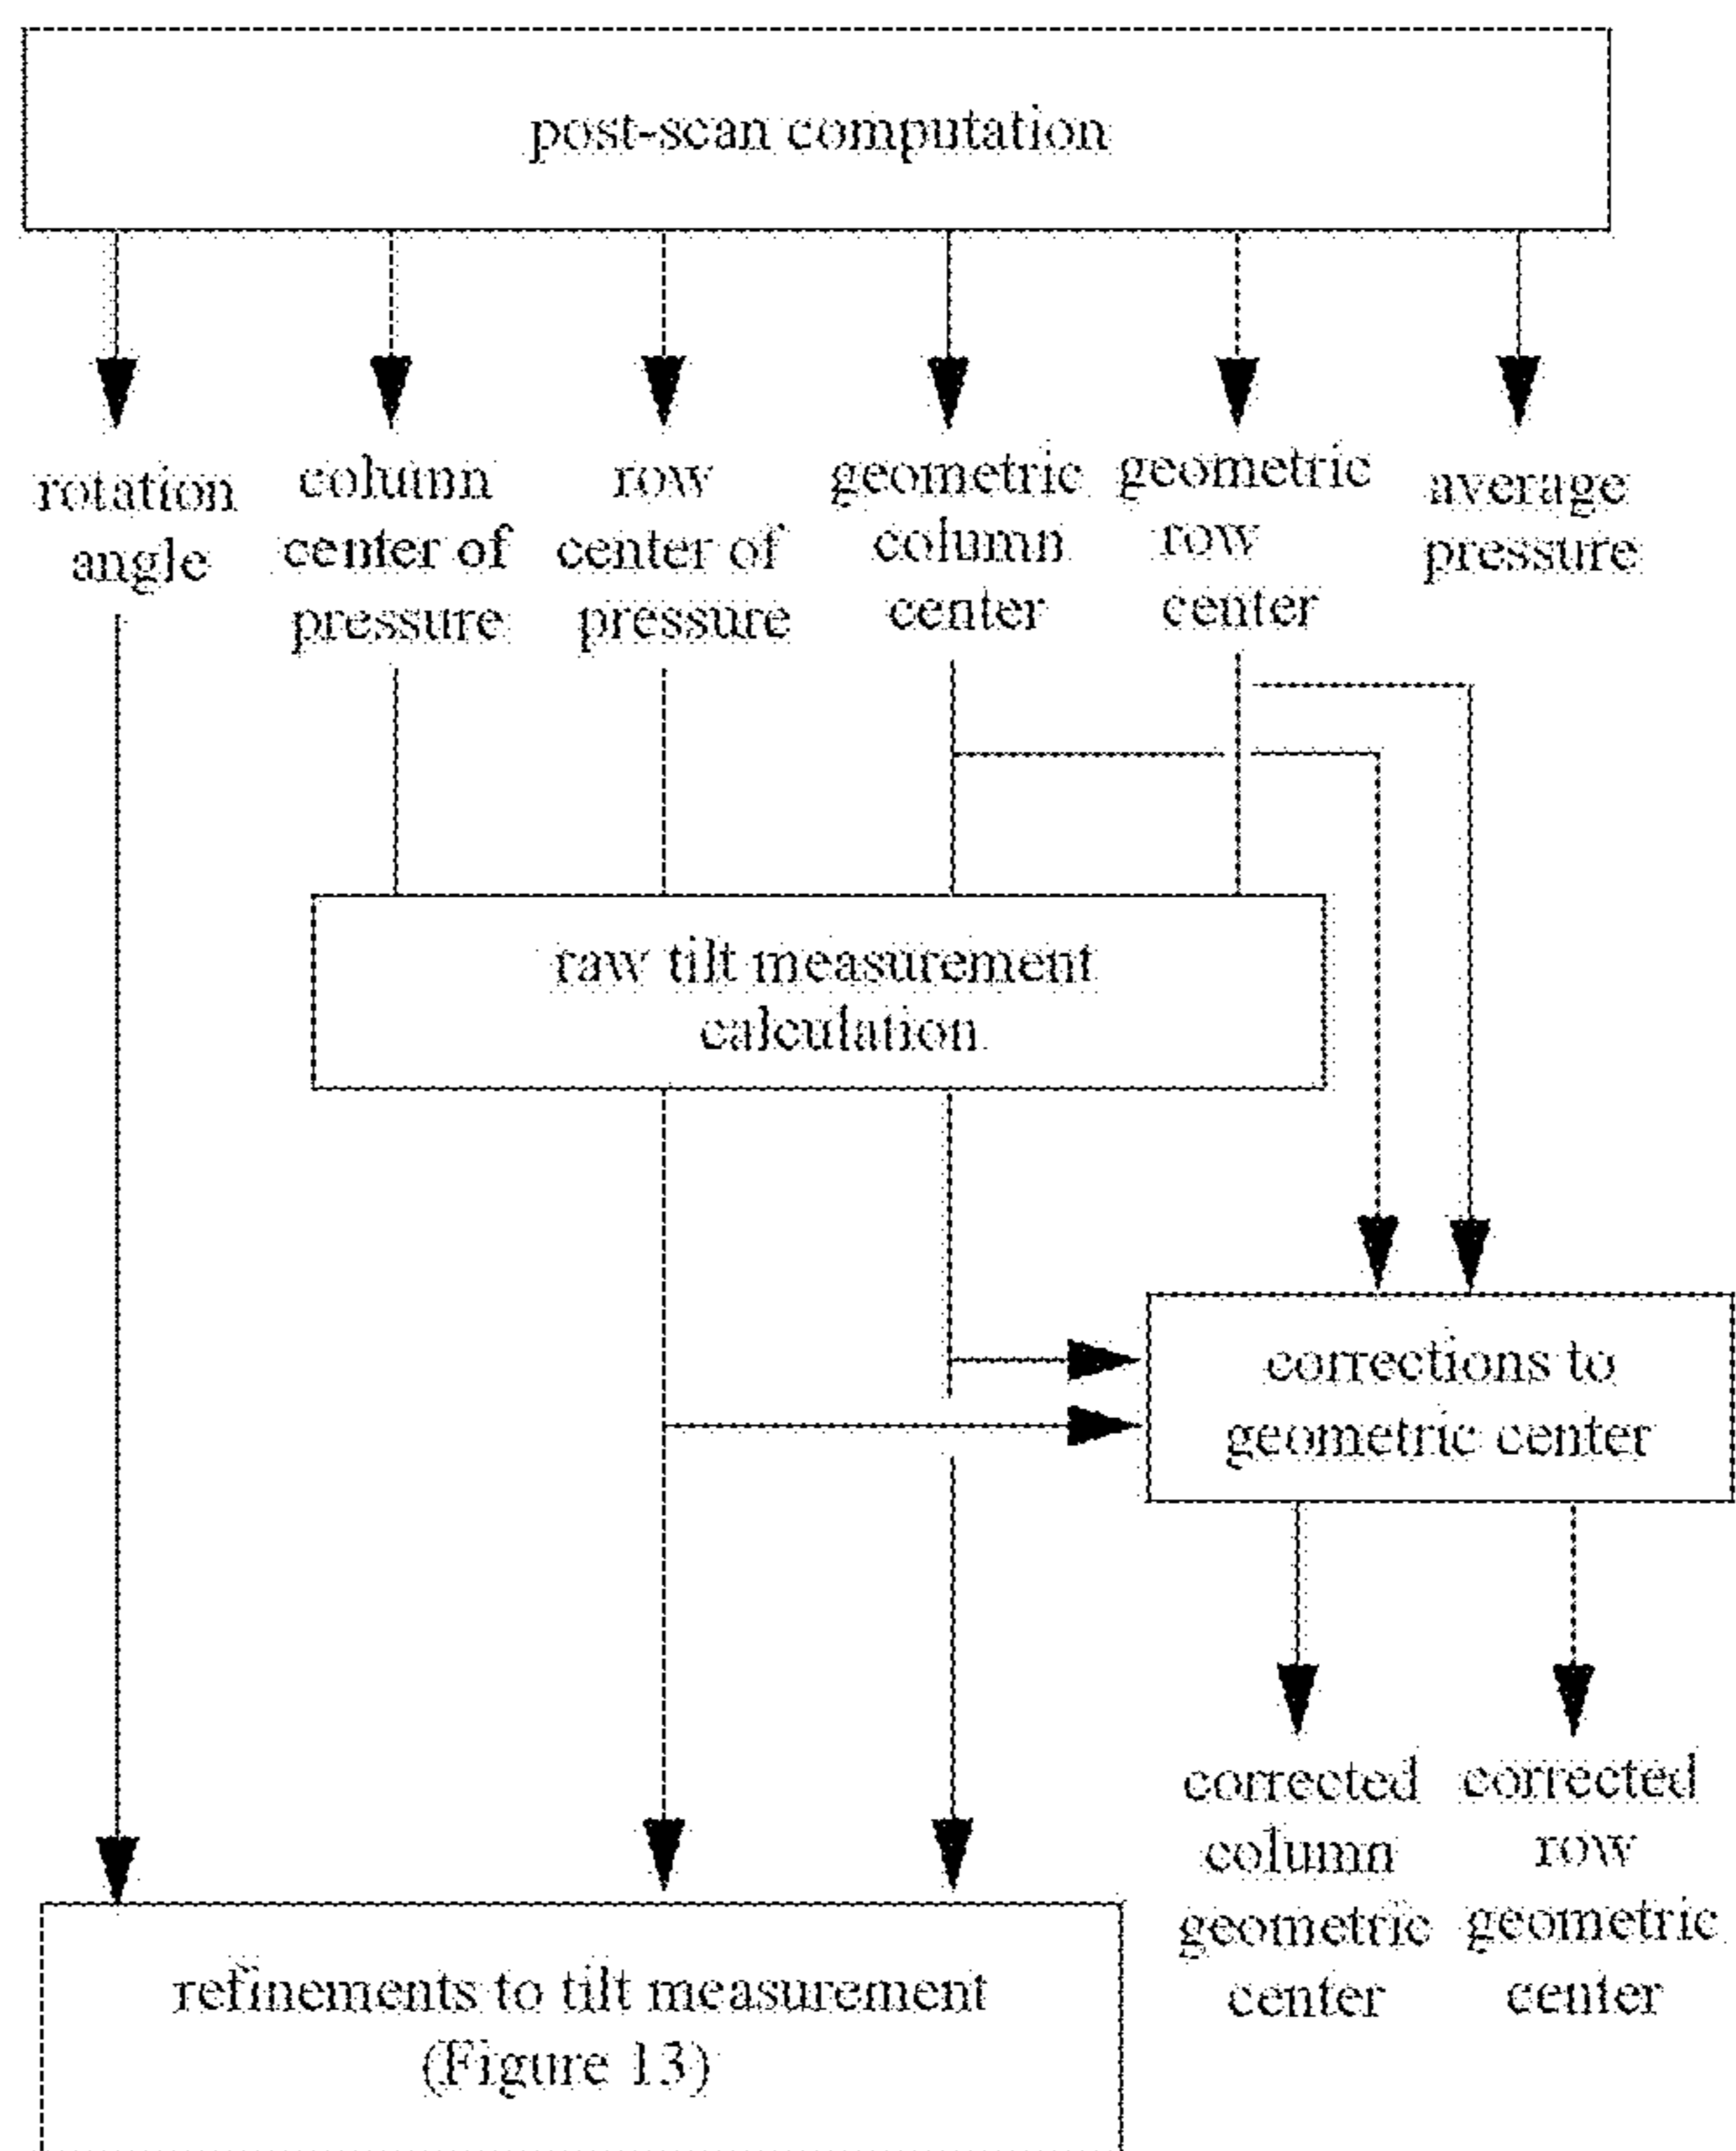 post-scan computation
rotation
angle
column
center of
pressure
row
center of
pressure
geometric
column
center
geometric
row
center
average
pressure
raw tilt measurement
calculation
corrections to
geometric center
corrected
column
geometric
center
corrected
row
geometric
center
refinements to tilt measurement
(Figure 13)